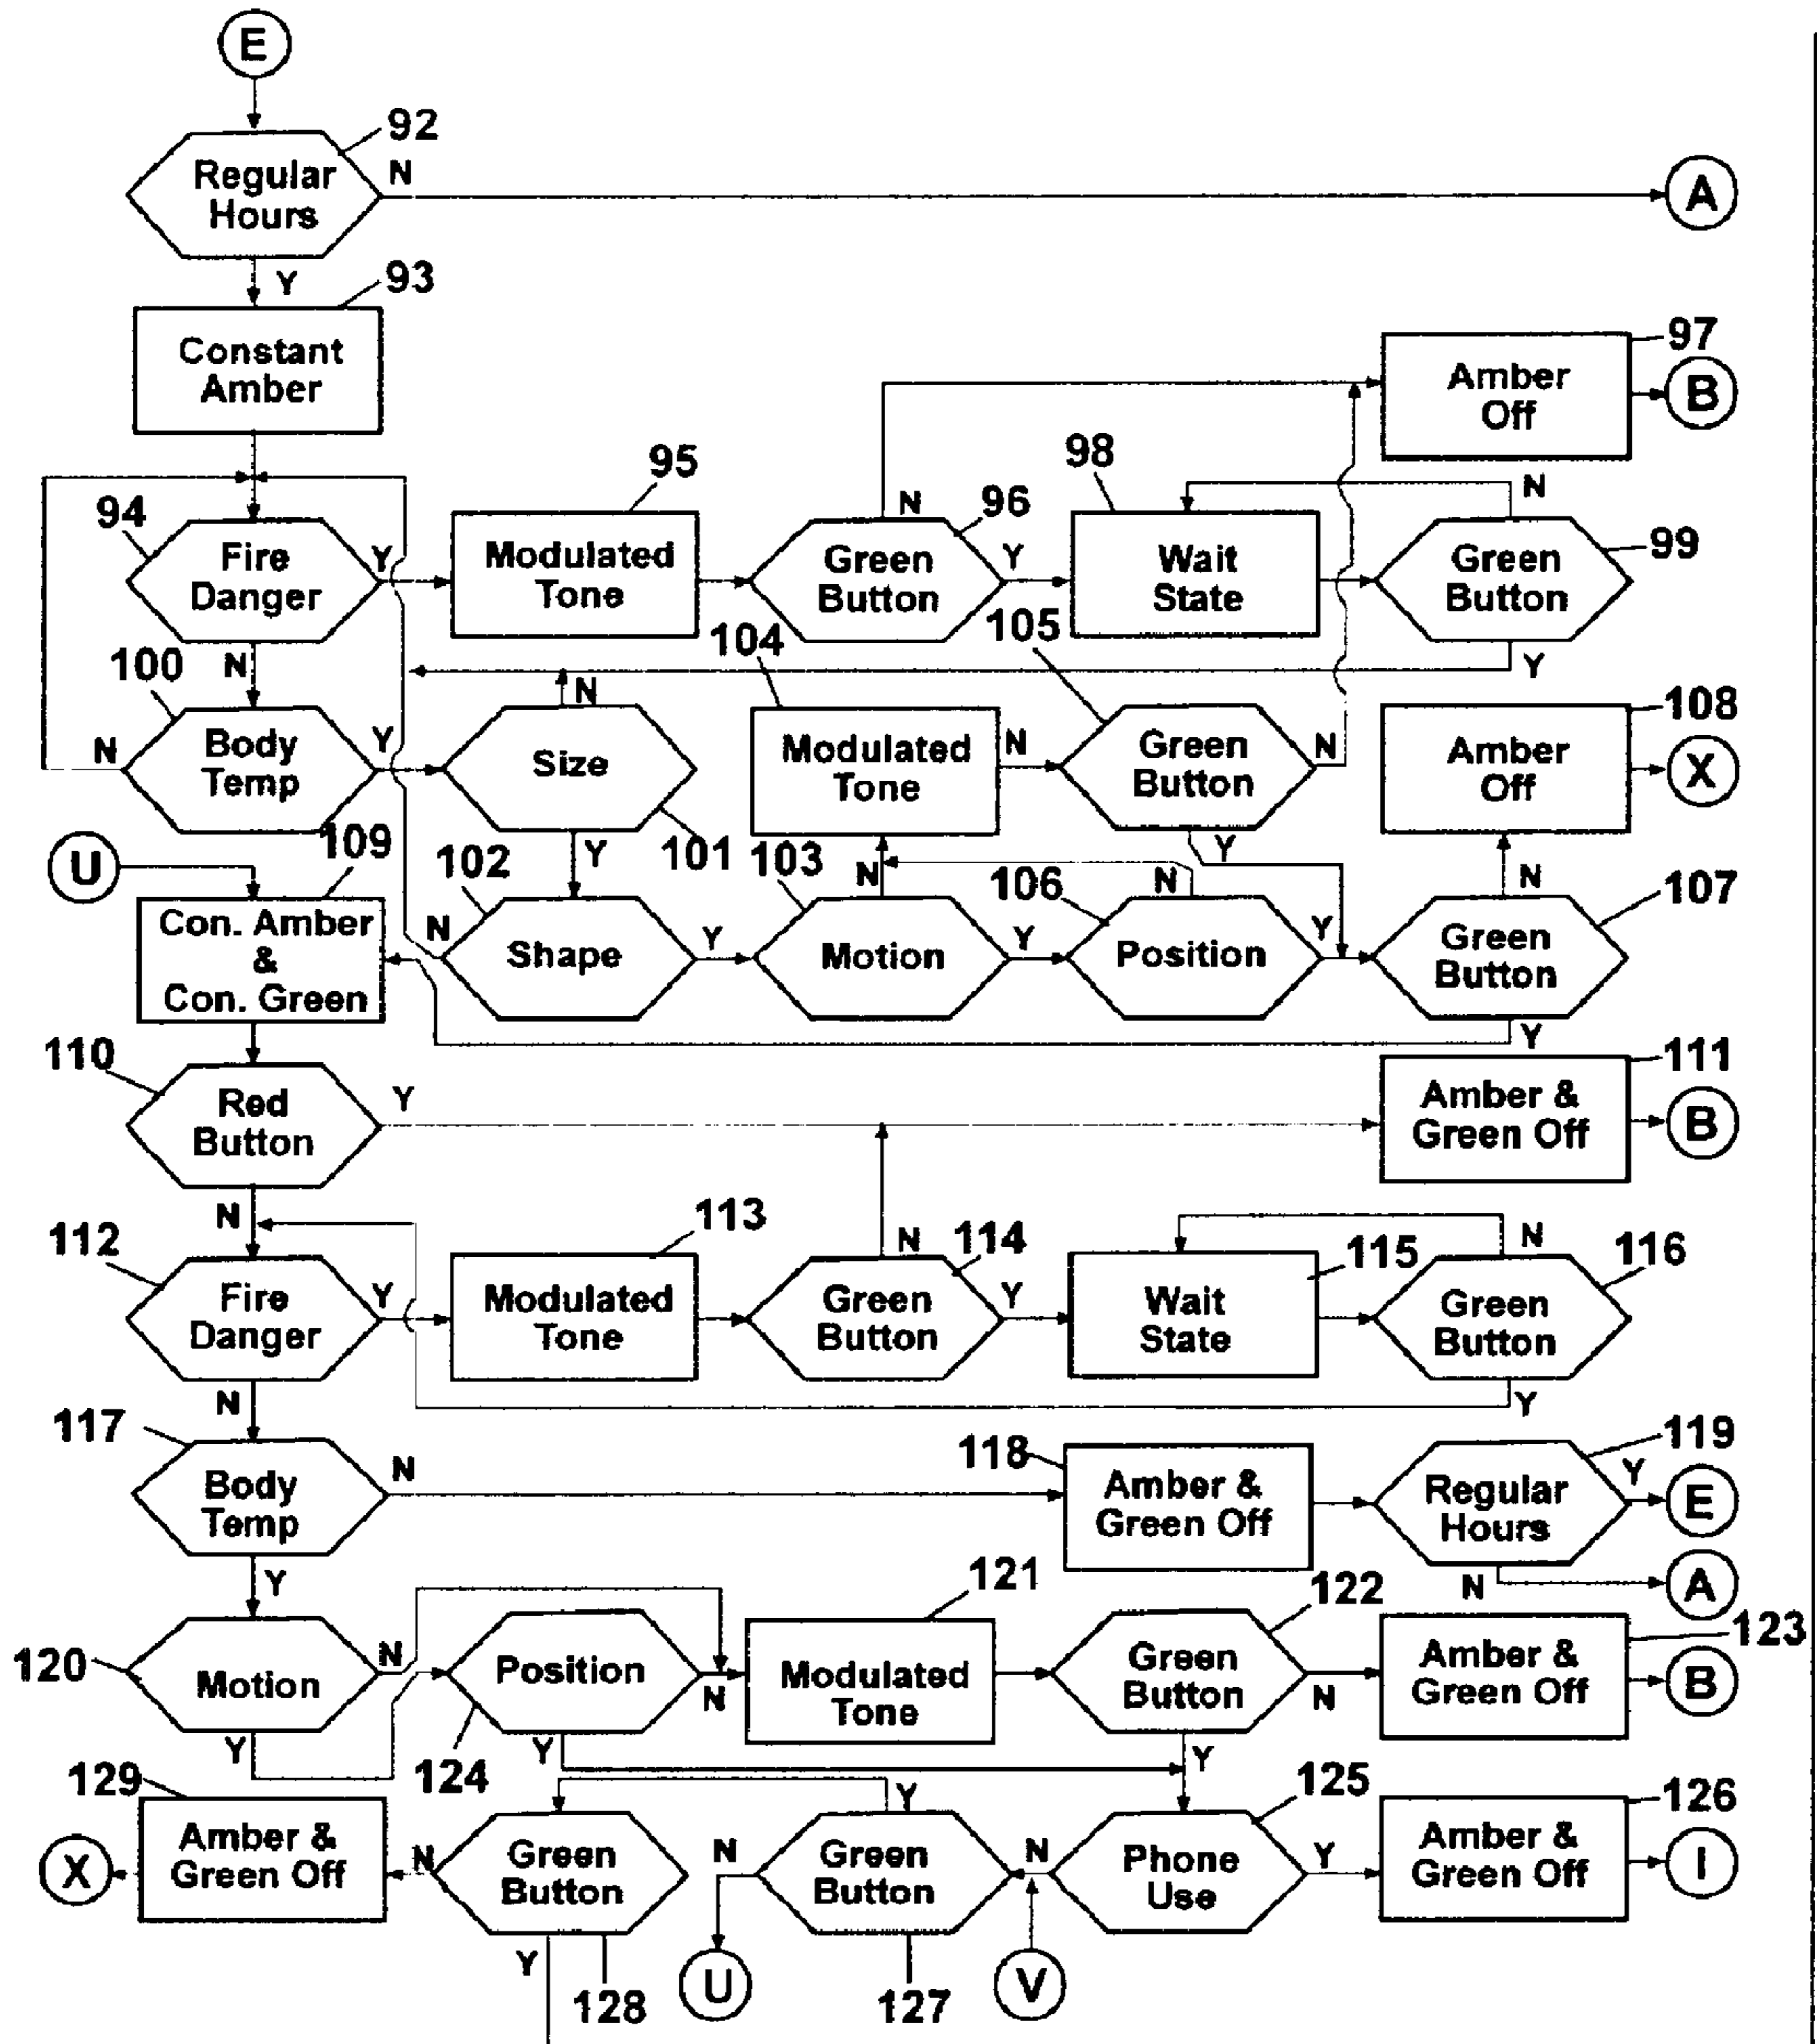 E
92
Regular
Hours
N
A
Y
93
Constant
Amber
97
Amber
Off
B
94
Fire
Danger
Y
95
Modulated
Tone
N
96
Green
Button
Y
98
Wait
State
N
99
Green
Button
Y
N
100
Body
Temp
N
Y
N
Size
101
Y
104
Modulated
Tone
N
105
Green
Button
N
Y
108
Amber
Off
X
U
109
Con. Amber
&
Con. Green
102
N
Shape
Y
103
N
Motion
Y
106
N
Position
Y
107
N
Green
Button
Y
110
Red
Button
Y
N
111
Amber &
Green Off
B
112
Fire
Danger
Y
N
113
Modulated
Tone
N
114
Green
Button
Y
115
Wait
State
N
116
Green
Button
Y
117
Body
Temp
N
Y
118
Amber &
Green Off
119
Regular
Hours
Y
E
N
A
120
Motion
N
Y
Position
N
Y
124
121
Modulated
Tone
122
Green
Button
N
Y
123
Amber &
Green Off
B
129
Amber &
Green Off
X
N
Green
Button
Y
128
Y
N
Green
Button
U
127
N
V
125
Phone
Use
Y
126
Amber &
Green Off
I